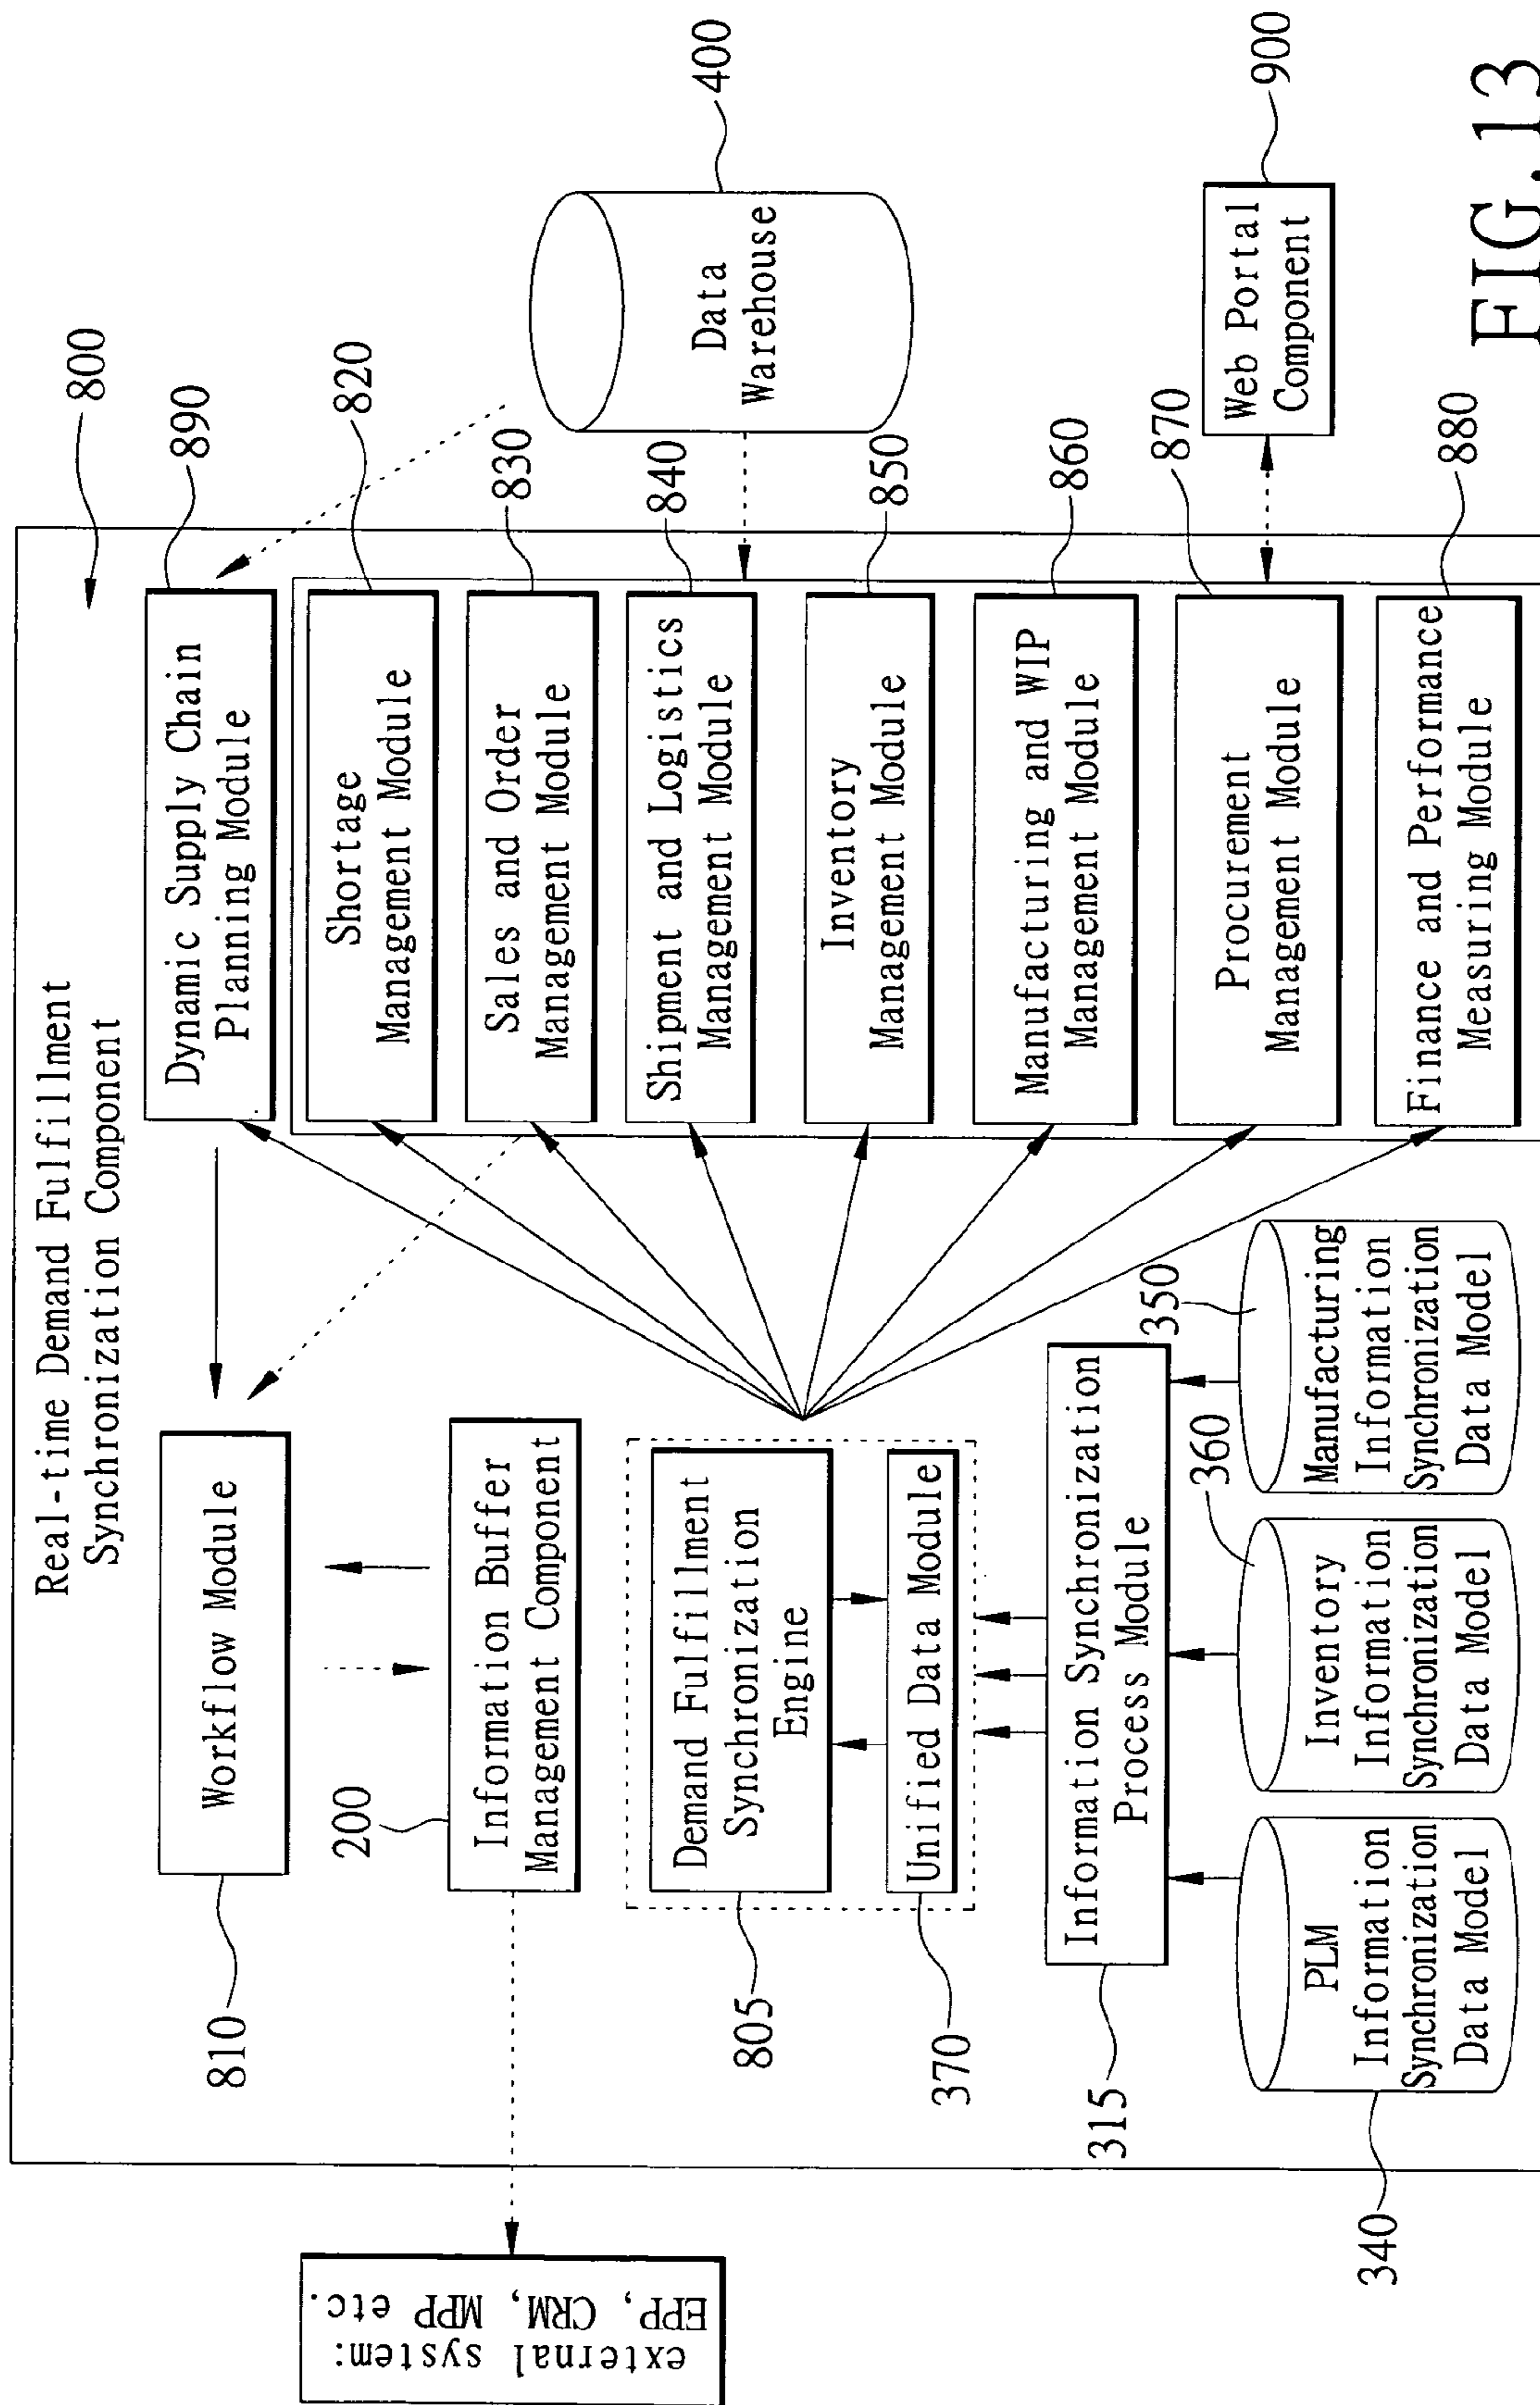 Real-time Demand Fulfillment
Synchronization Component
800
Workflow Module
810
Dynamic Supply Chain
Planning Module
890
200
Information Buffer
Management Component
Shortage
Management Module
820
external system:
EPP, CRM, MPP etc.
Sales and Order
Management Module
830
Data
Warehouse
400
Demand Fulfillment
Synchronization
Engine
805
Shipment and Logistics
Management Module
840
Unified Data Module
370
Inventory
Management Module
850
Information Synchronization
Process Module
315
Manufacturing and WIP
Management Module
860
340
PLM
Information
Synchronization
Data Model
360
Inventory
Information
Synchronization
Data Model
350
Manufacturing
Information
Synchronization
Data Model
Procurement
Management Module
870
Web Portal
Component
900
Finance and Performance
Measuring Module
880
FIG.13